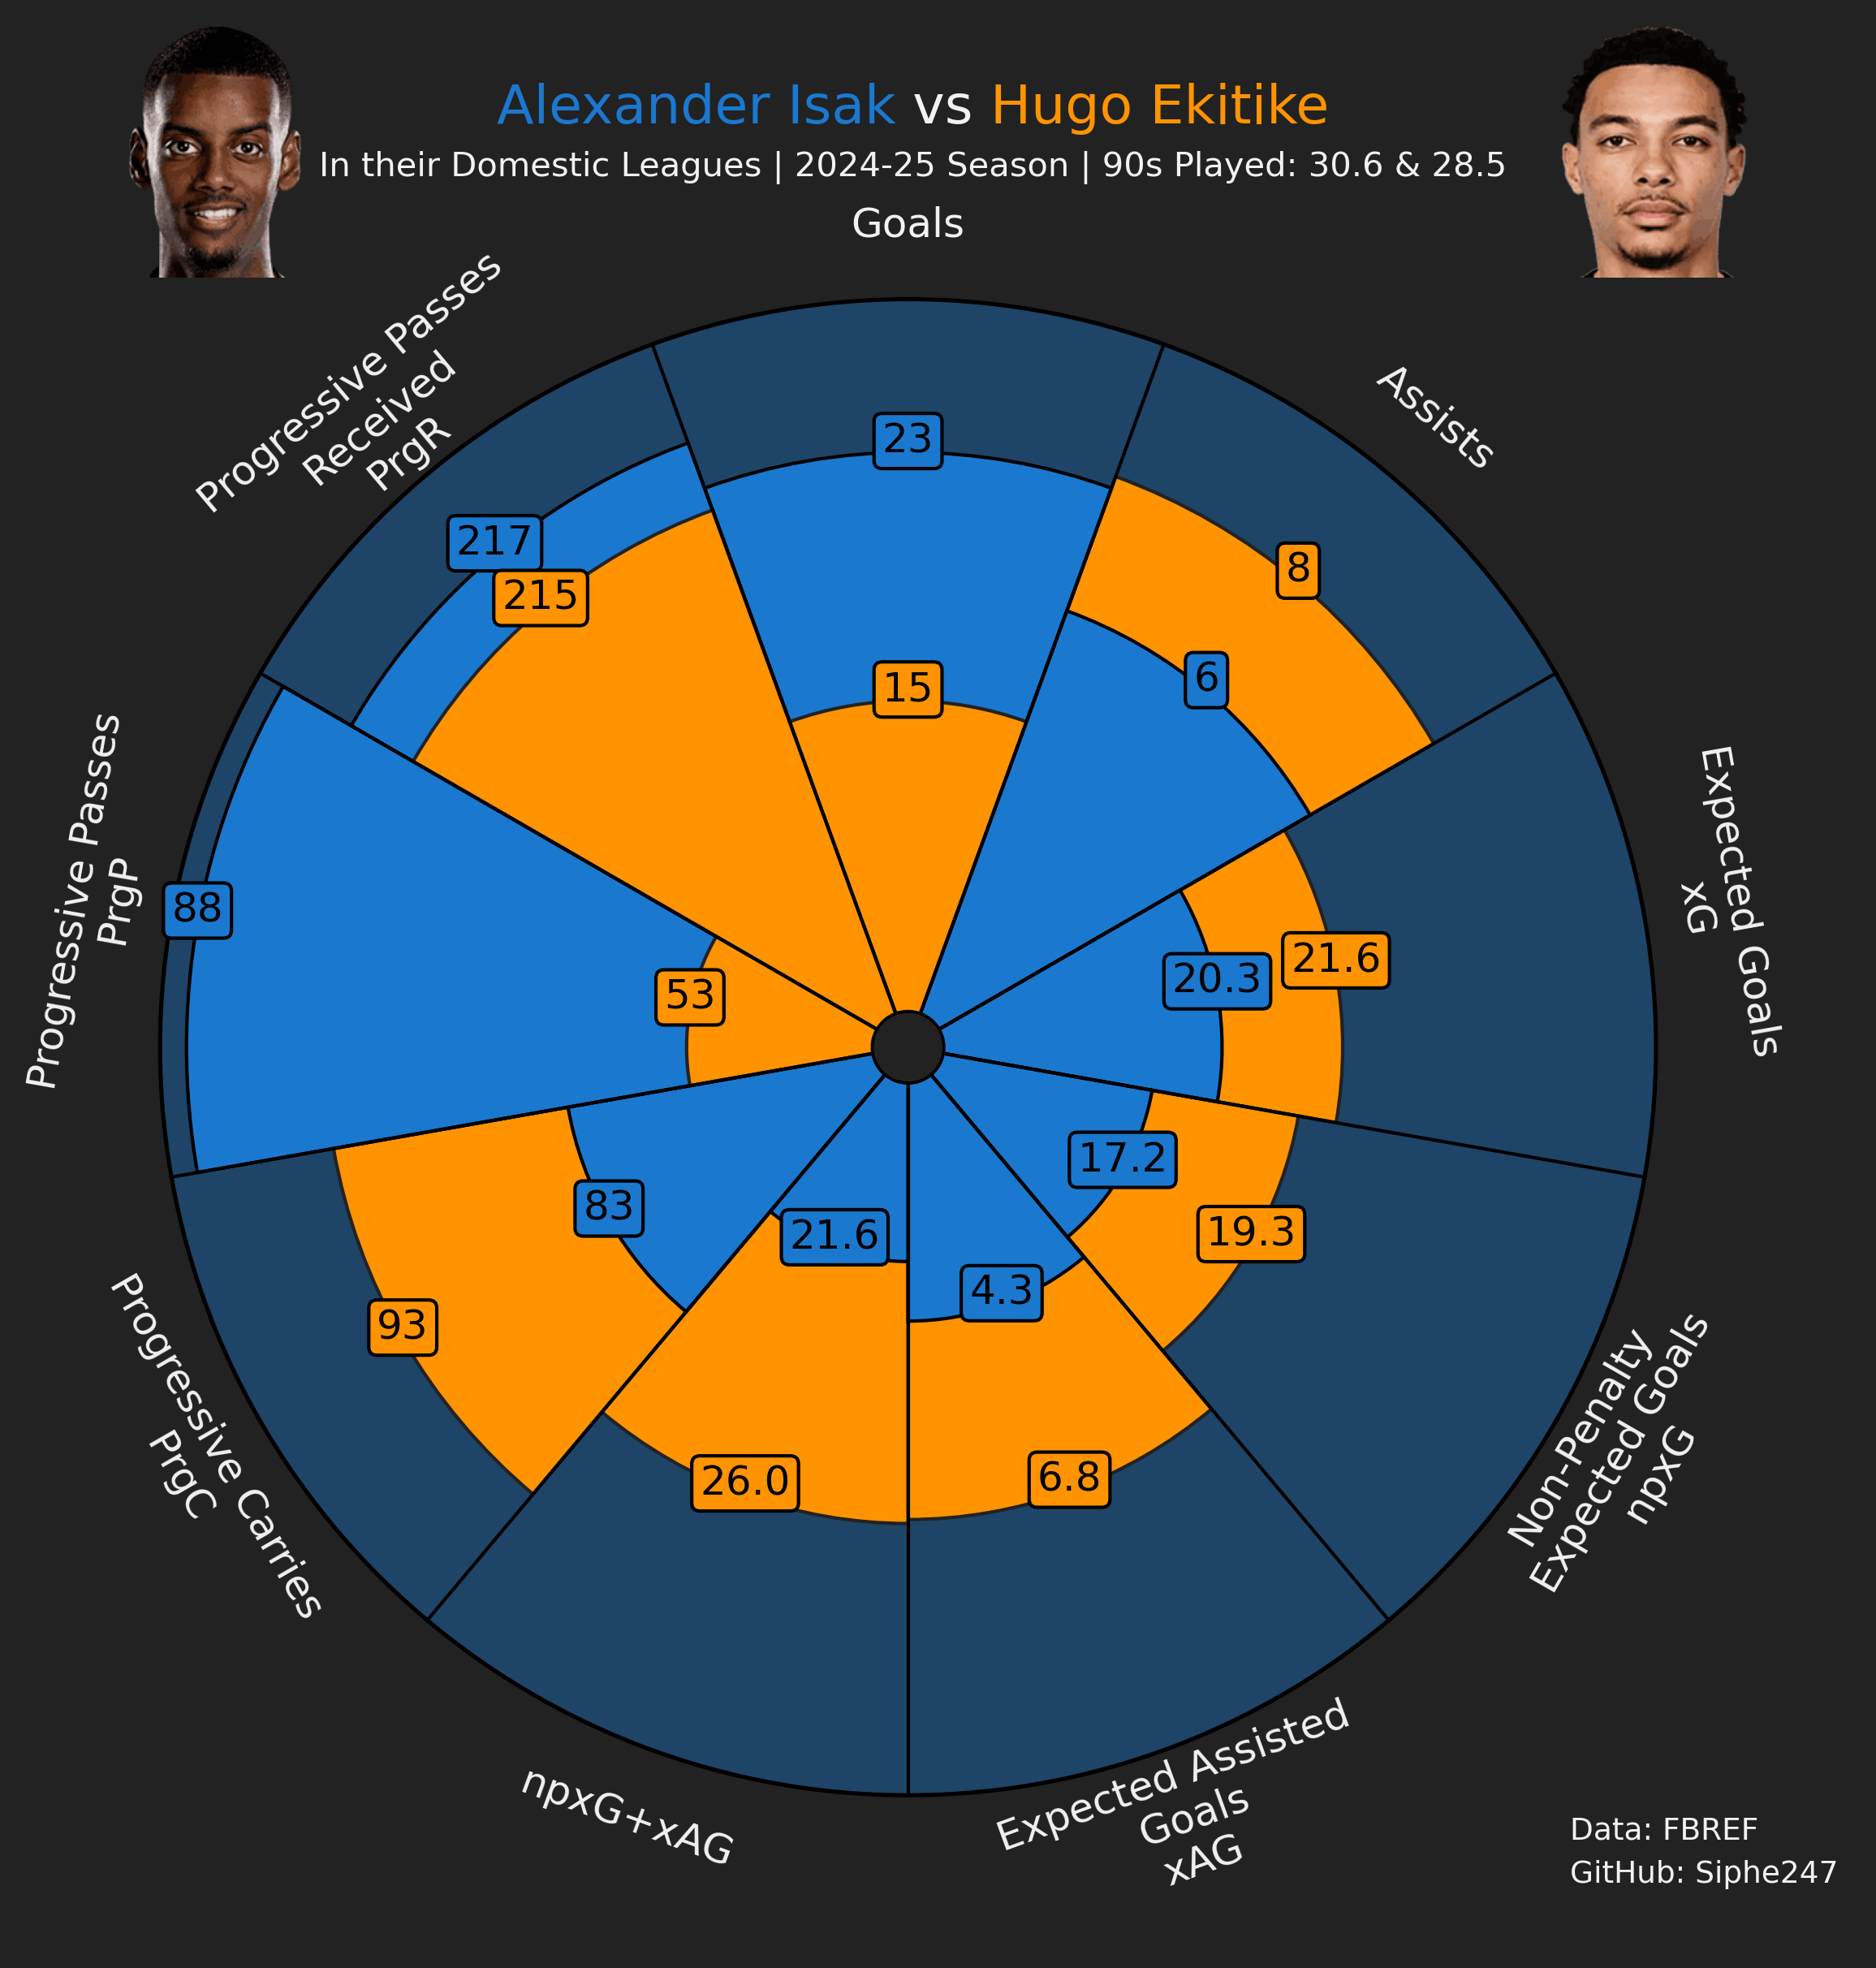 Alexander Isak vs Hugo Ekitike
In their Domestic Leagues | 2024-25 Season | 90s Played: 30.6 & 28.5
Goals
23
15
Assists
8
6
Expected Goals
xG
20.3
21.6
Non-Penalty
Expected Goals
npxG
17.2
19.3
Expected Assisted
Goals
xAG
4.3
6.8
npxG+xAG
21.6
26.0
Progressive Carries
PrgC
83
93
Progressive Passes
PrgP
88
53
Progressive Passes
Received
PrgR
217
215
Data: FBREF
GitHub: Siphe247